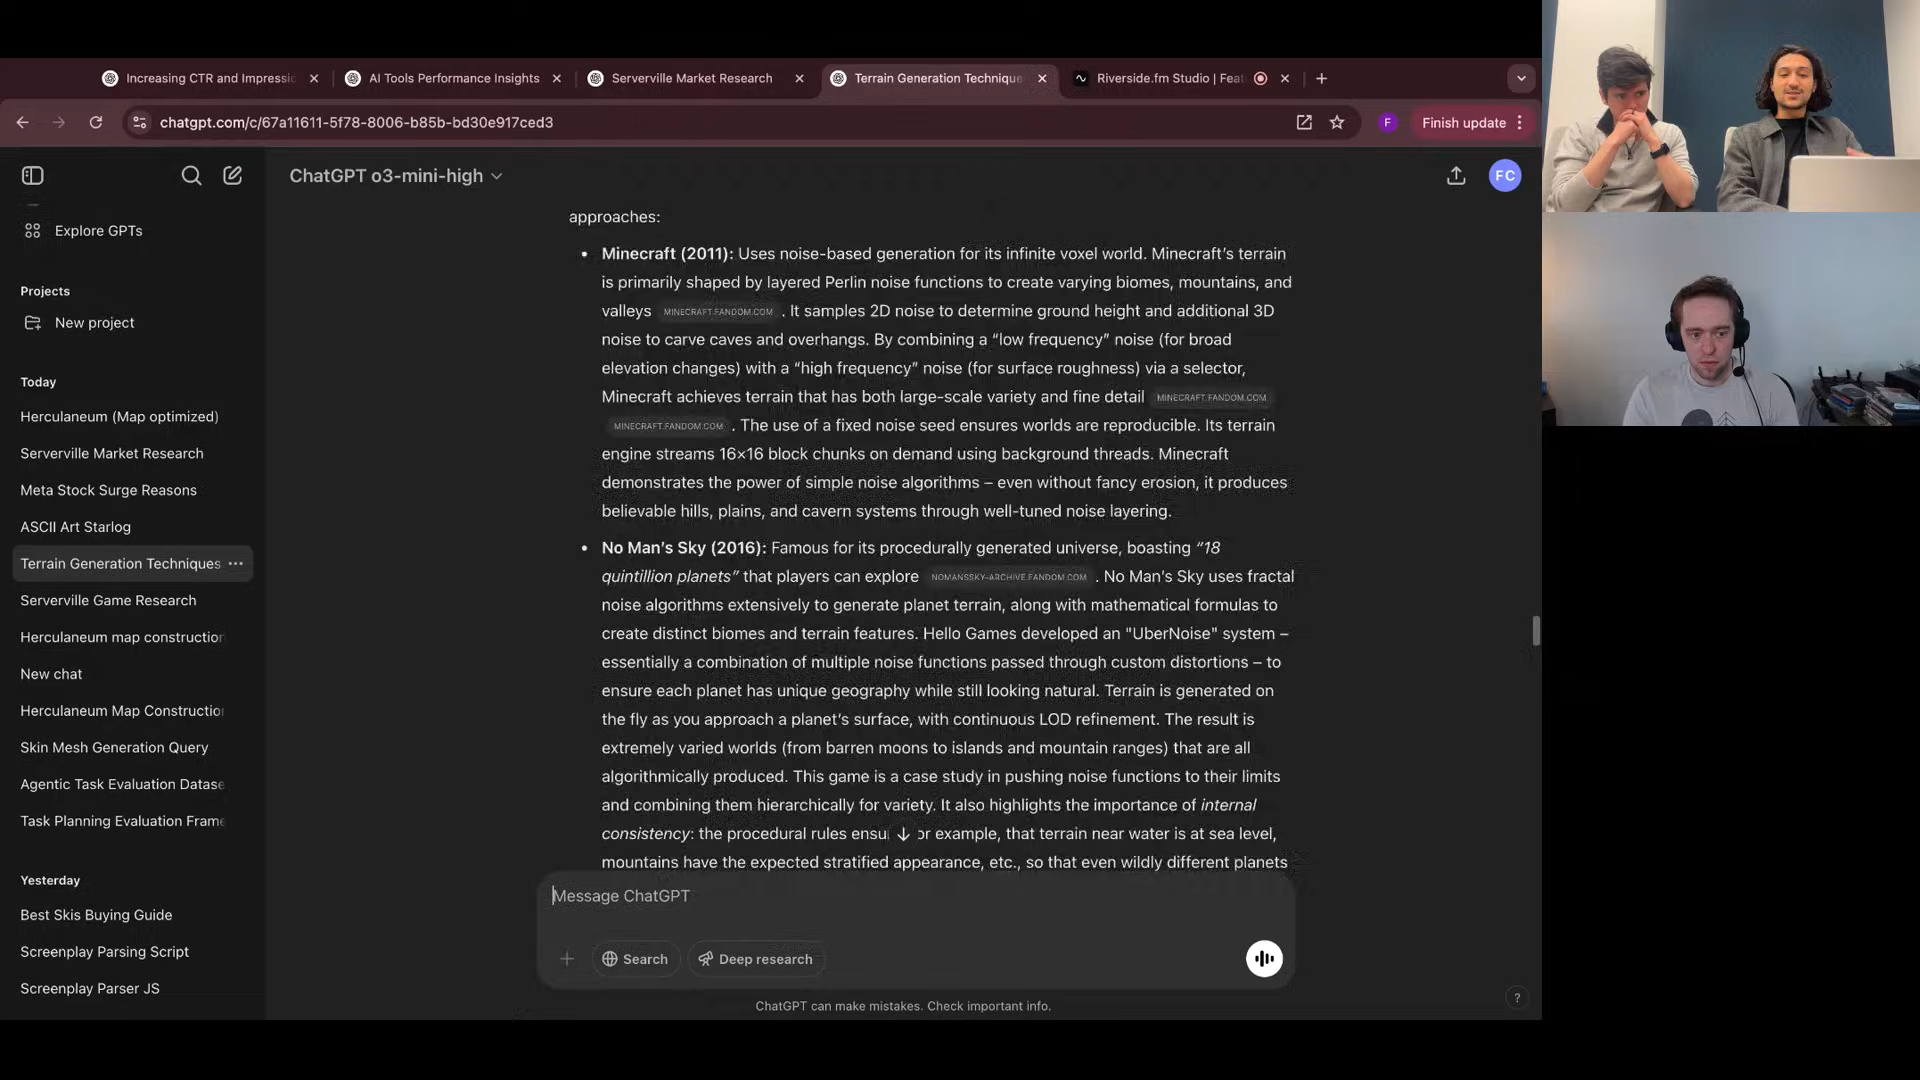 Increasing CTR and Impressi
AI Tools Performance Insights
Serverville Market Research
Terrain Generation Technique
Riverside.fm Studio | Feat
chatgpt.com/c/67a11611-5f78-8006-b85b-bd30e917ced3
F
Finish update
Explore GPTs
Projects
New project
Today
Herculaneum (Map optimized)
Serverville Market Research
Meta Stock Surge Reasons
ASCII Art Starlog
Terrain Generation Techniques
Serverville Game Research
Herculaneum map construction
New chat
Herculaneum Map Constructio
Skin Mesh Generation Query
Agentic Task Evaluation Datase
Task Planning Evaluation Frame
Yesterday
Best Skis Buying Guide
Screenplay Parsing Script
Screenplay Parser JS
ChatGPT o3-mini-high
FC
approaches:
• Minecraft (2011): Uses noise-based generation for its infinite voxel world. Minecraft's terrain
is primarily shaped by layered Perlin noise functions to create varying biomes, mountains, and
valleys MINECRAFT.FANDOM.COM . It samples 2D noise to determine ground height and additional 3D
noise to carve caves and overhangs. By combining a “low frequency” noise (for broad
elevation changes) with a “high frequency” noise (for surface roughness) via a selector,
Minecraft achieves terrain that has both large-scale variety and fine detail MINECRAFT.FANDOM.COM
MINECRAFT.FANDOM.COM . The use of a fixed noise seed ensures worlds are reproducible. Its terrain
engine streams 16×16 block chunks on demand using background threads. Minecraft
demonstrates the power of simple noise algorithms – even without fancy erosion, it produces
believable hills, plains, and cavern systems through well-tuned noise layering.
• No Man's Sky (2016): Famous for its procedurally generated universe, boasting “18
quintillion planets” that players can explore NOMANSSKY-ARCHIVE.FANDOM.COM . No Man's Sky uses fractal
noise algorithms extensively to generate planet terrain, along with mathematical formulas to
create distinct biomes and terrain features. Hello Games developed an "UberNoise" system –
essentially a combination of multiple noise functions passed through custom distortions – to
ensure each planet has unique geography while still looking natural. Terrain is generated on
the fly as you approach a planet's surface, with continuous LOD refinement. The result is
extremely varied worlds (from barren moons to islands and mountain ranges) that are all
algorithmically produced. This game is a case study in pushing noise functions to their limits
and combining them hierarchically for variety. It also highlights the importance of internal
consistency: the procedural rules ensu or example, that terrain near water is at sea level,
mountains have the expected stratified appearance, etc., so that even wildly different planets
Message ChatGPT
Search
Deep research
ChatGPT can make mistakes. Check important info.
?